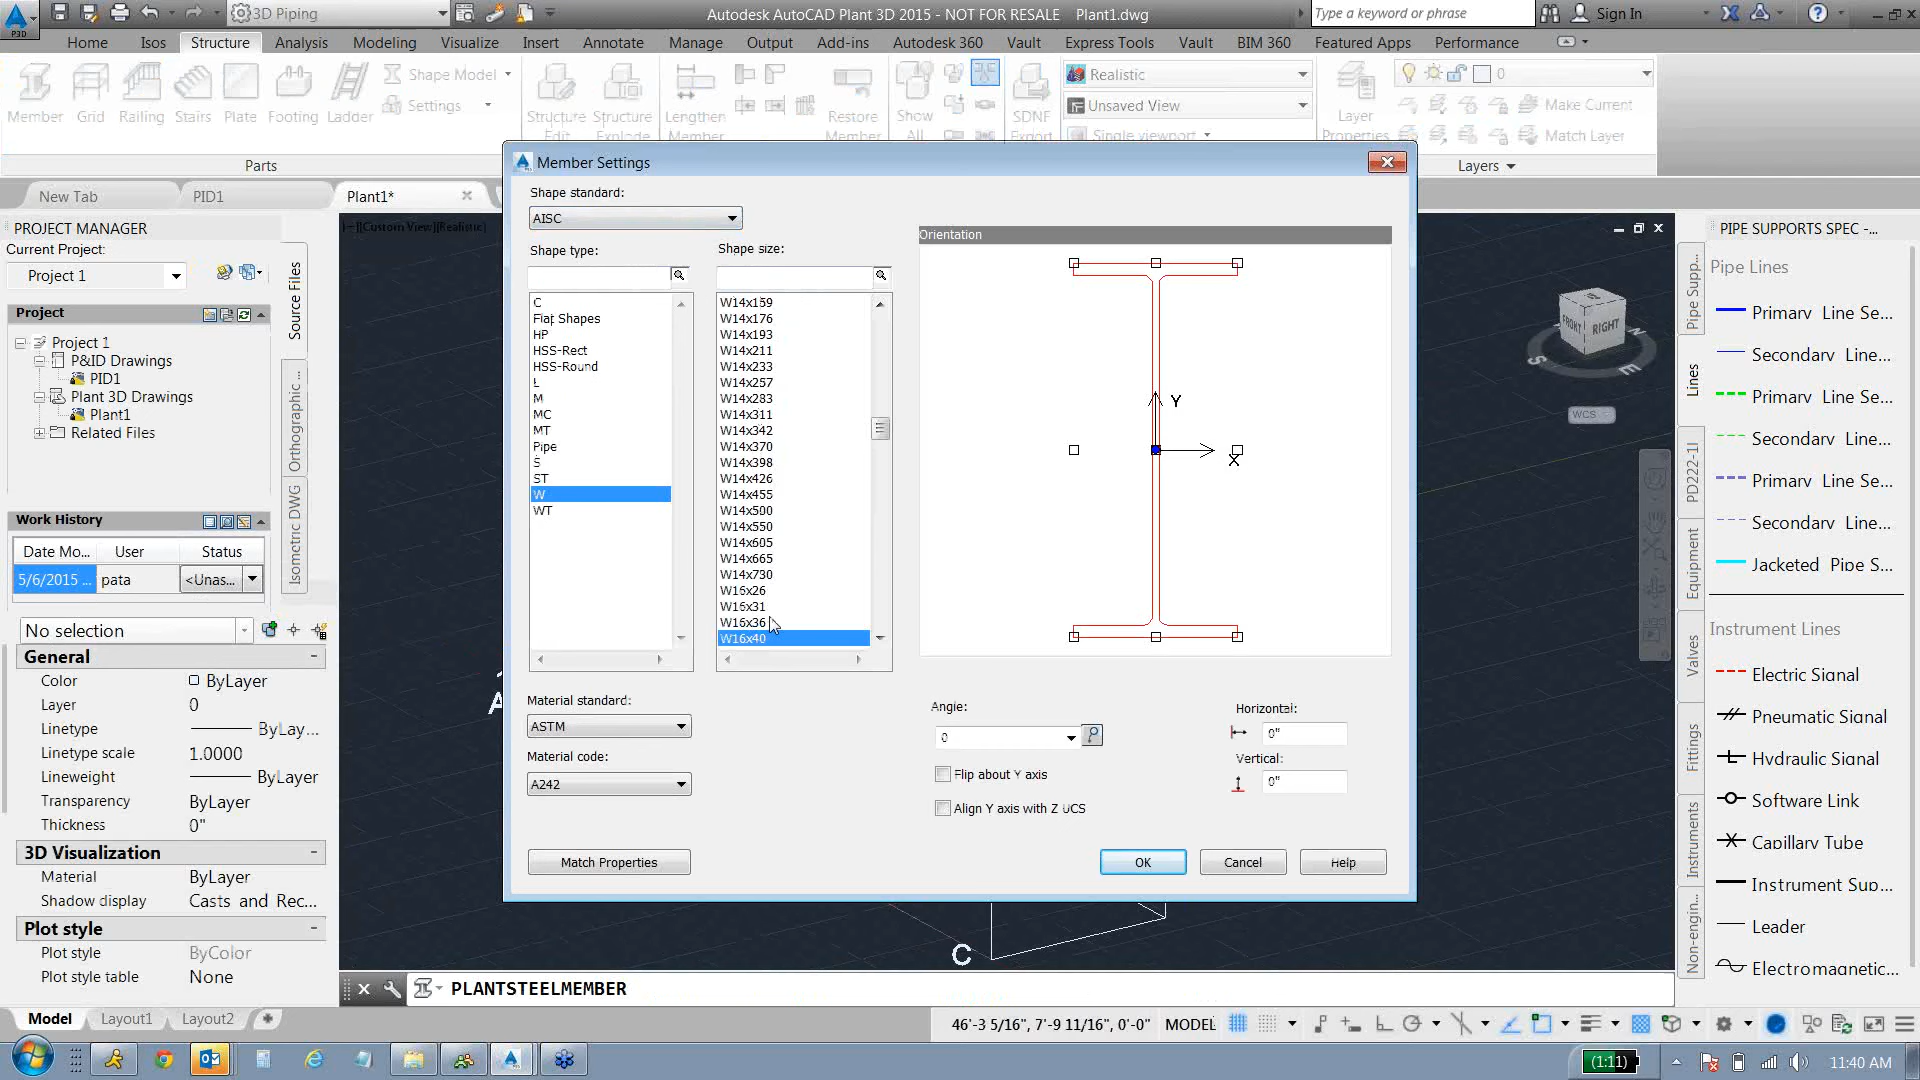 3D Piping
Autodesk AutoCAD Plant 3D 2015 - NOT FOR RESALE    Plant1.dwg
Type a keyword or phrase
Sign In
P3D
Home
Isos
Structure
Analysis
Modeling
Visualize
Insert
Annotate
Manage
Output
Add-ins
Autodesk 360
Vault
Express Tools
Vault
BIM 360
Featured Apps
Performance
Member
Grid
Railing
Stairs
Plate
Footing
Ladder
Shape Model
Settings
Structure
Edit
Structure
Explode
Lengthen
Member
Restore
Member
Show
All
SDNF
Export
Realistic
Unsaved View
Single viewport
Layer
Properties
0
Make Current
Match Layer
Parts
Layers
New Tab
PID1
Plant1*
PROJECT MANAGER
Current Project:
Project 1
Project
Project 1
P&ID Drawings
PID1
Plant 3D Drawings
Plant1
Related Files
Source Files
Orthographic ...
Isometric DWG
Work History
Date Mo...
User
Status
5/6/2015 ...
pata
<Unas...
No selection
General
Color
ByLayer
Layer
0
Linetype
ByLay...
Linetype scale
1.0000
Lineweight
ByLayer
Transparency
ByLayer
Thickness
0"
3D Visualization
Material
ByLayer
Shadow display
Casts and Rec...
Plot style
Plot style
ByColor
Plot style table
None
[-][Custom View][Realistic]
Member Settings
Shape standard:
AISC
Shape type:
C
Flat Shapes
HP
HSS-Rect
HSS-Round
L
M
MC
MT
Pipe
S
ST
W
WT
Shape size:
W14x159
W14x176
W14x193
W14x211
W14x233
W14x257
W14x283
W14x311
W14x342
W14x370
W14x398
W14x426
W14x455
W14x500
W14x550
W14x605
W14x665
W14x730
W16x26
W16x31
W16x36
W16x40
Orientation
Y
X
Material standard:
ASTM
Material code:
A242
Angle:
0
Flip about Y axis
Align Y axis with Z UCS
Horizontal:
0"
Vertical:
0"
Match Properties
OK
Cancel
Help
A
C
FRONT
RIGHT
S
E
N
WCS
PIPE SUPPORTS SPEC -...
Pipe Supp...
Lines
PD222-1I
Equipment
Valves
Fittings
Instruments
Non-engin...
Pipe Lines
Primary Line Se...
Secondary Line...
Primary Line Se...
Secondary Line...
Primary Line Se...
Secondary Line...
Jacketed Pipe S...
Instrument Lines
Electric Signal
Pneumatic Signal
Hydraulic Signal
Software Link
Capillary Tube
Instrument Sup...
Leader
Electromagnetic...
PLANTSTEELMEMBER
Model
Layout1
Layout2
46'-3 5/16", 7'-9 11/16", 0'-0"
MODEL
(1:11)
11:40 AM